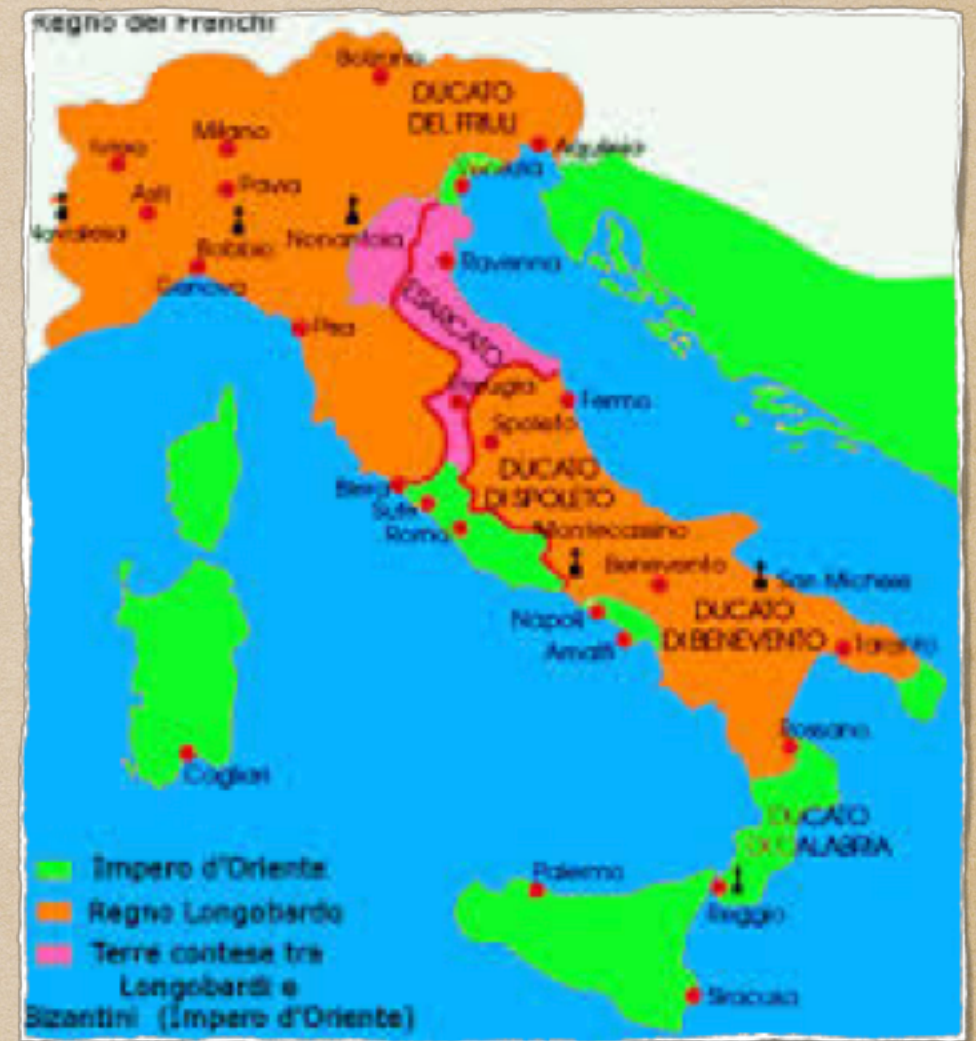 Regno dei Franchi
Bolzano
DUCATO
DEL FRIULI
Milano
Aquileia
Asti
Pavia
Novalesa
Bobbio
Nonantola
Genova
Ravenna
ESARCATO
Pisa
Perugia
Fermo
Spoleto
DUCATO
DI SPOLETO
Sutri
Roma
Montecassino
Benevento
San Michele
Napoli
DUCATO
DI BENEVENTO
Amalfi
Taranto
Rossano
Cagliari
DUCATO
DI CALABRIA
Impero d'Oriente
Palermo
Regno Longobardo
Reggio
Terre contese tra
Longobardi e
Bizantini (Impero d'Oriente)
Siracusa